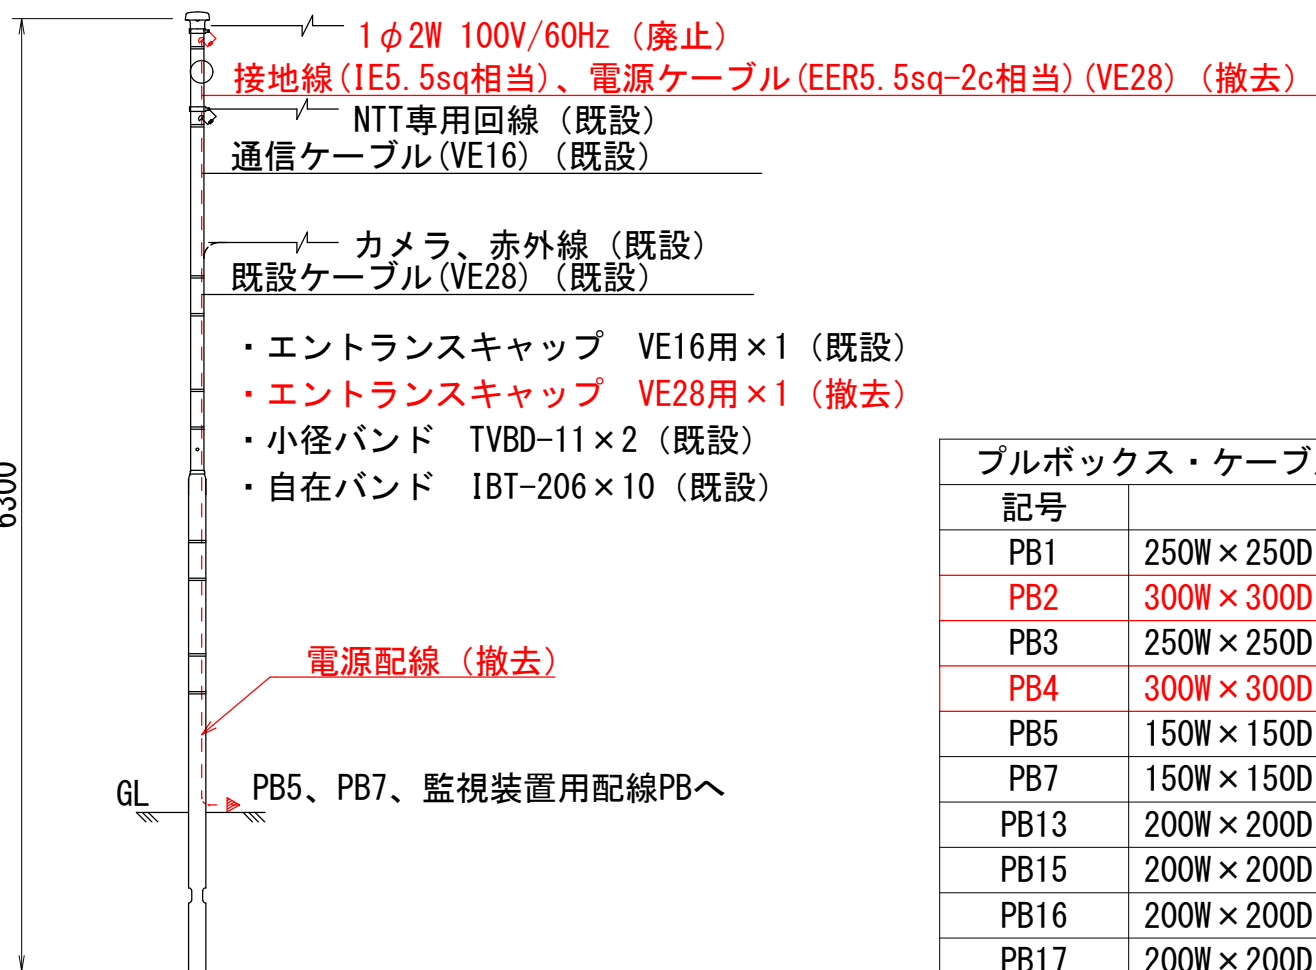 1φ2W 100V/60Hz（廃止）
接地線(IE5.5sq相当)、電源ケーブル(EER5.5sq-2c相当)(VE28)（撤去）
NTT専用回線（既設）
通信ケーブル(VE16)（既設）
カメラ、赤外線（既設）
既設ケーブル(VE28)（既設）
・エントランスキャップ　VE16用×1（既設）
・エントランスキャップ　VE28用×1（撤去）
・小径バンド　TVBD-11×2（既設）
・自在バンド　IBT-206×10（既設）
6300
電源配線（撤去）
GL
PB5、PB7、監視装置用配線PBへ
プルボックス・ケーブ
記号
PB1 250W×250D
PB2 300W×300D
PB3 250W×250D
PB4 300W×300D
PB5 150W×150D
PB7 150W×150D
PB13 200W×200D
PB15 200W×200D
PB16 200W×200D
PB17 200W×200D